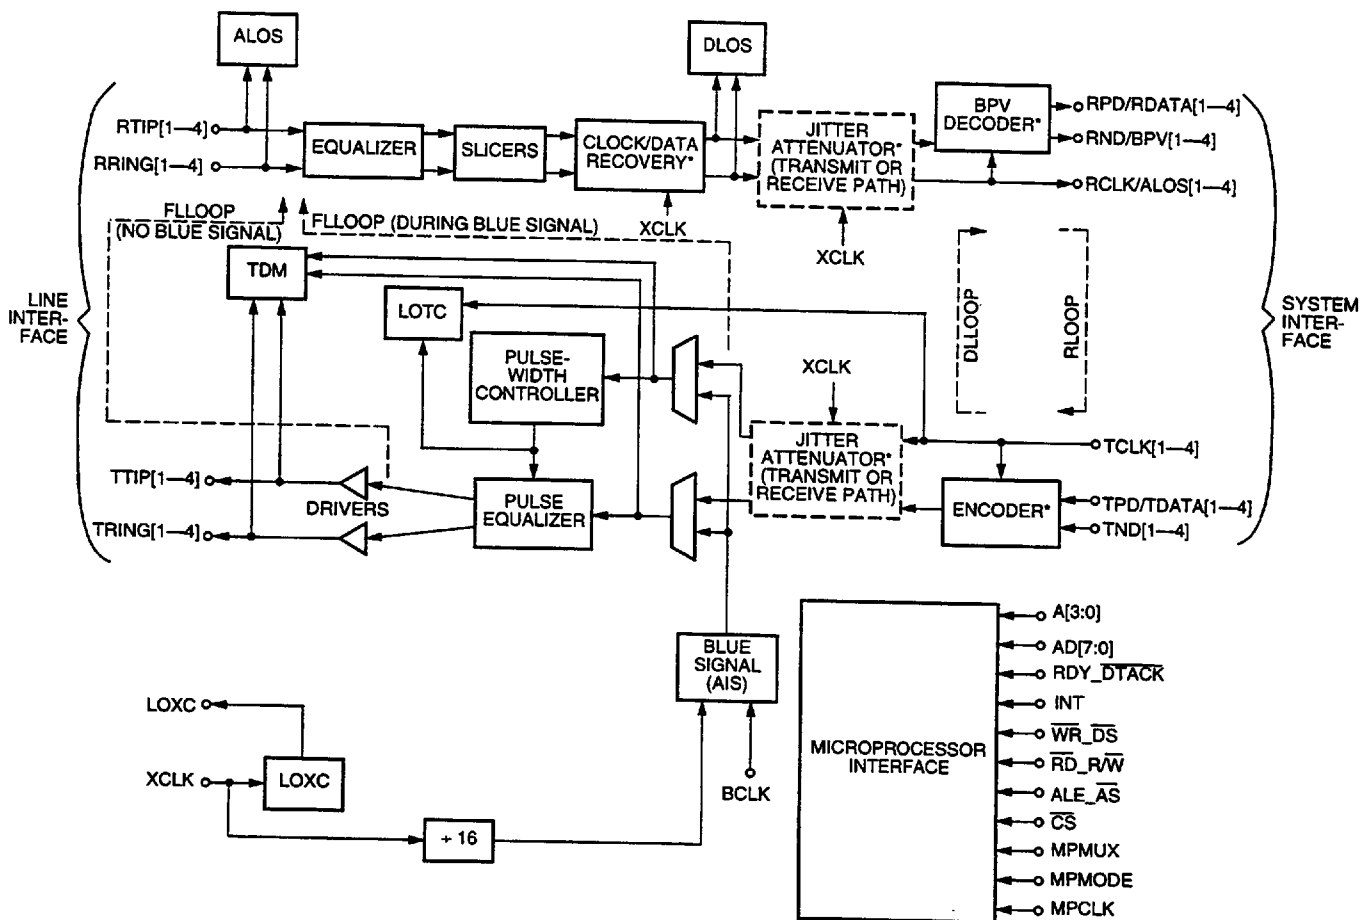 ALOS
DLOS
RTIP[1—4]
RRING[1—4]
EQUALIZER
SLICERS
CLOCK/DATA
RECOVERY*
JITTER
ATTENUATOR*
(TRANSMIT OR
RECEIVE PATH)
BPV
DECODER*
RPD/RDATA[1—4]
RND/BPV[1—4]
RCLK/ALOS[1—4]
XCLK
XCLK
FLLOOP
(NO BLUE SIGNAL)
FLLOOP (DURING BLUE SIGNAL)
LINE
INTER-
FACE
TDM
LOTC
PULSE-
WIDTH
CONTROLLER
XCLK
DLLOOP
RLOOP
SYSTEM
INTER-
FACE
JITTER
ATTENUATOR*
(TRANSMIT OR
RECEIVE PATH)
TCLK[1—4]
TTIP[1—4]
TRING[1—4]
DRIVERS
PULSE
EQUALIZER
ENCODER*
TPD/TDATA[1—4]
TND[1—4]
BLUE
SIGNAL
(AIS)
BCLK
LOXC
XCLK
LOXC
÷ 16
MICROPROCESSOR
INTERFACE
A[3:0]
AD[7:0]
RDY_D̅T̅A̅C̅K̅
INT
W̅R̅_D̅S̅
R̅D̅_R/W̅
ALE_A̅S̅
C̅S̅
MPMUX
MPMODE
MPCLK